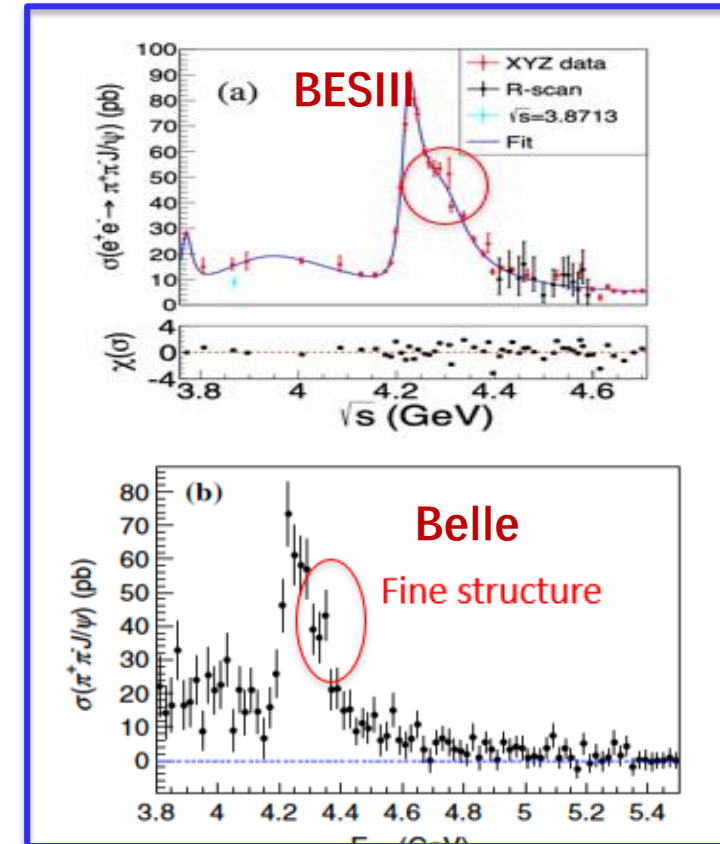 100
90
80
70
60
50
40
30
20
10
0
σ(e⁺e⁻→ π⁺π⁻J/ψ) (pb)
(a) BESIII
XYZ data
R-scan
√s=3.8713
Fit
4
0
-4
χ(σ)
3.8 4 4.2 4.4 4.6
√s (GeV)
(b)
80
70
60
50
40
30
20
10
0
σ(π⁺π⁻J/ψ) (pb)
Belle
Fine structure
3.8 4 4.2 4.4 4.6 4.8 5 5.2 5.4